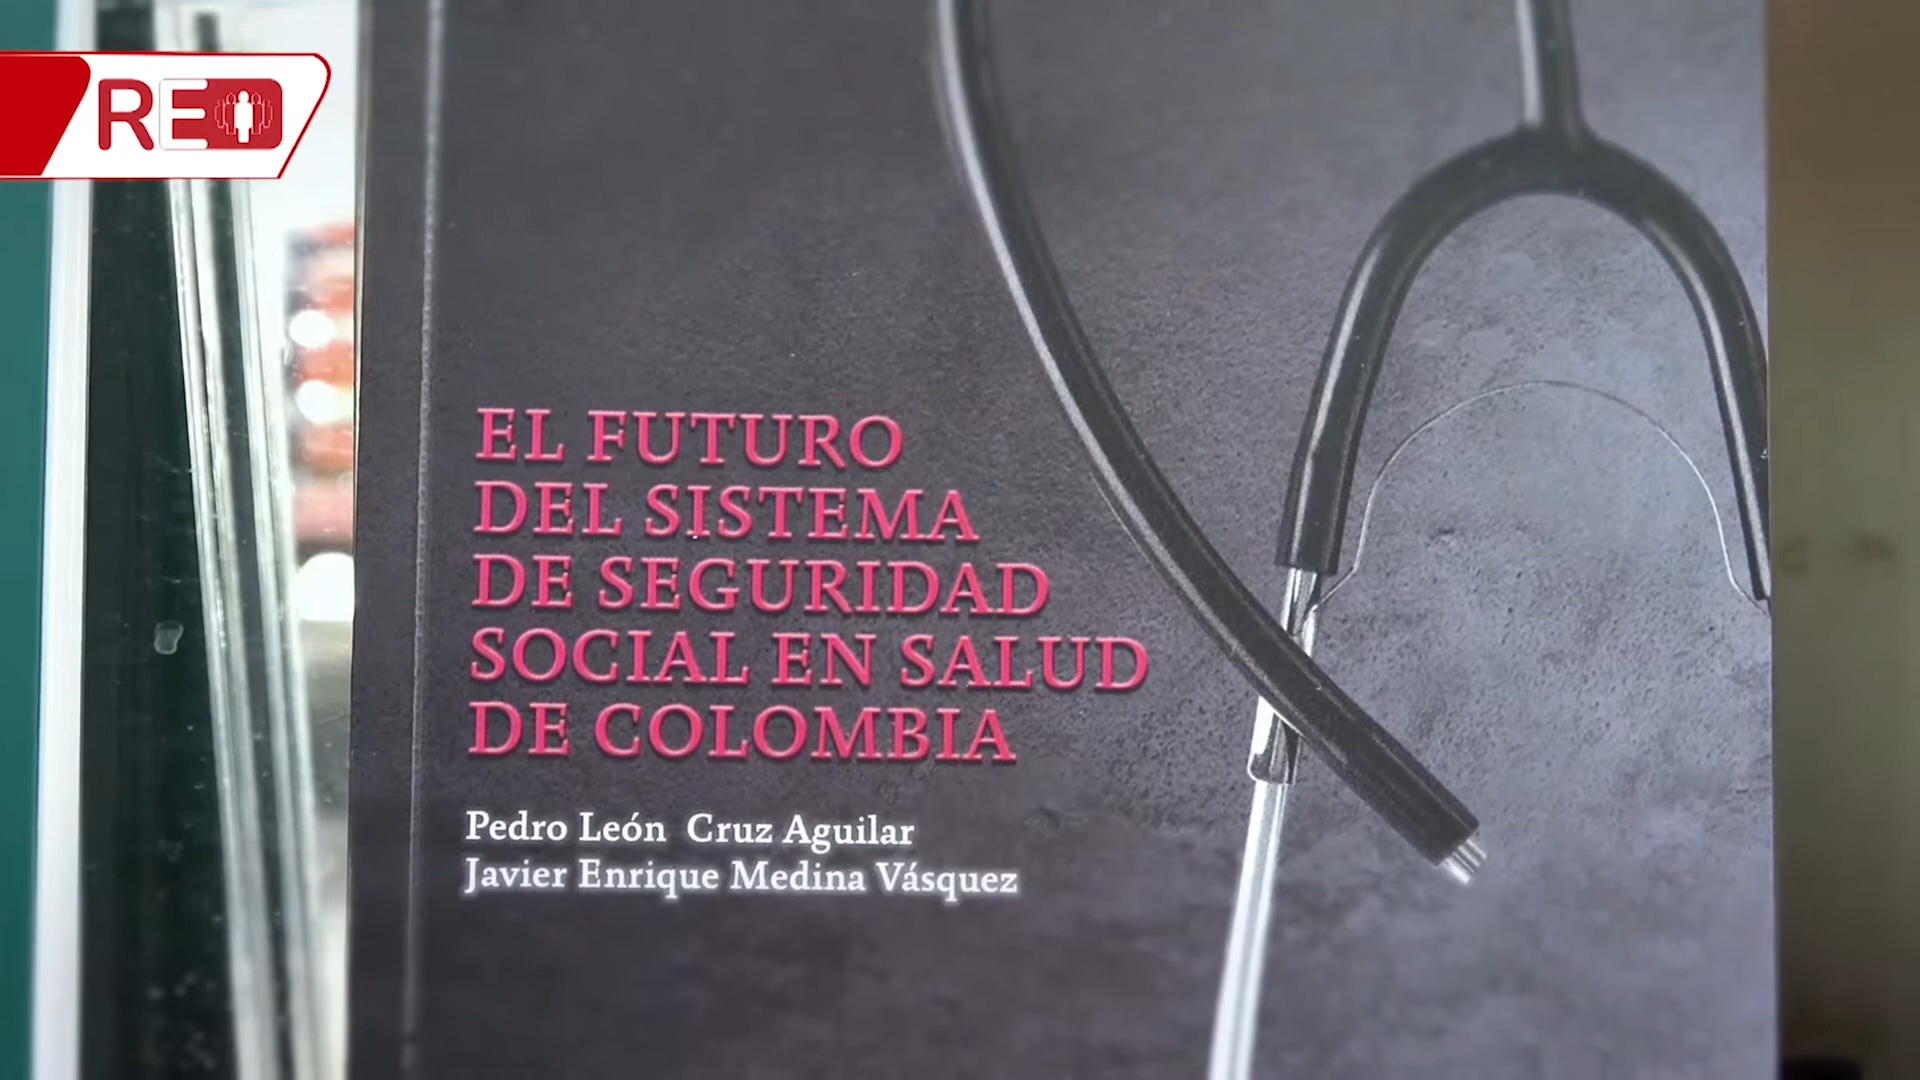 RED
EL FUTURO
DEL SISTEMA
DE SEGURIDAD
SOCIAL EN SALUD
DE COLOMBIA
Pedro León Cruz Aguilar
Javier Enrique Medina Vásquez